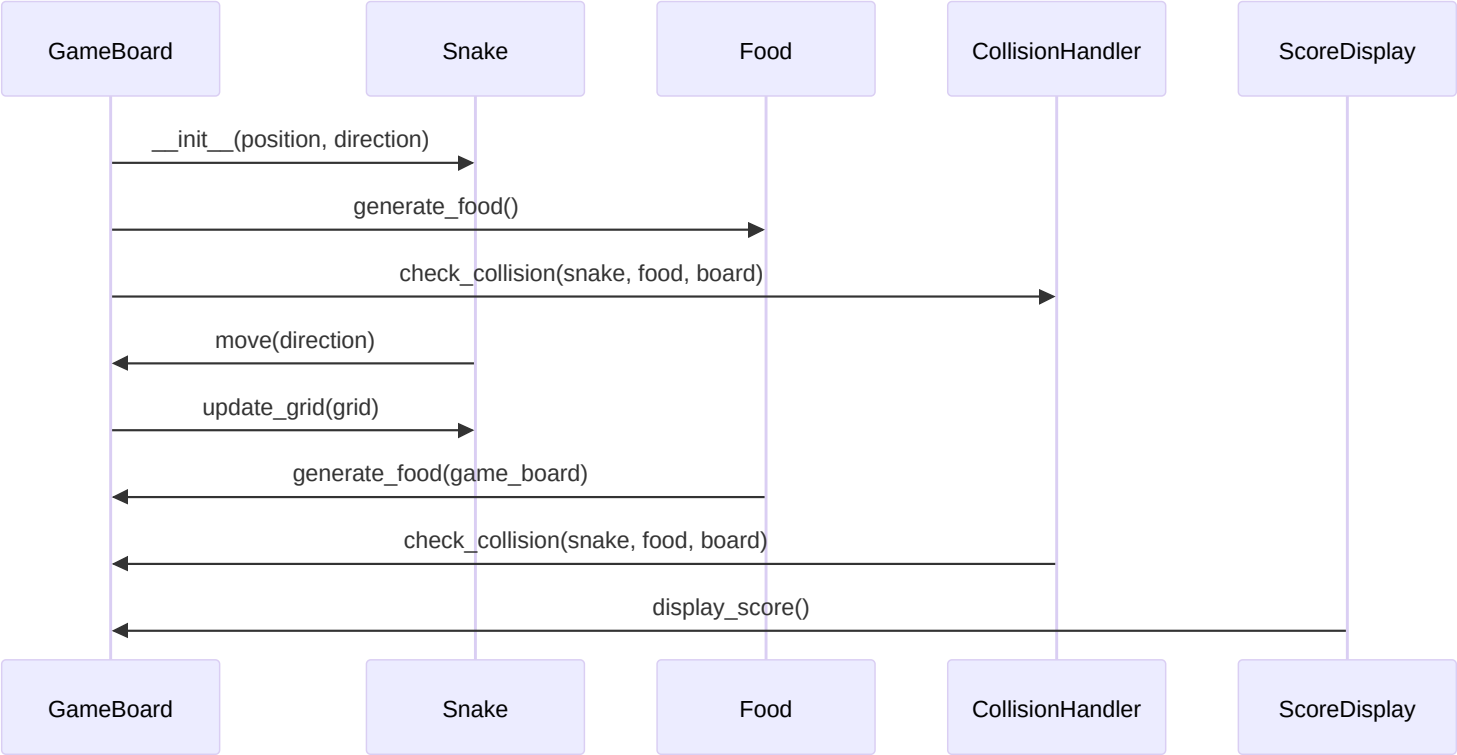 GameBoard
Snake
Food
CollisionHandler
ScoreDisplay
__init__(position, direction)
generate_food()
check_collision(snake, food, board)
move(direction)
update_grid(grid)
generate_food(game_board)
check_collision(snake, food, board)
display_score()
GameBoard
Snake
Food
CollisionHandler
ScoreDisplay